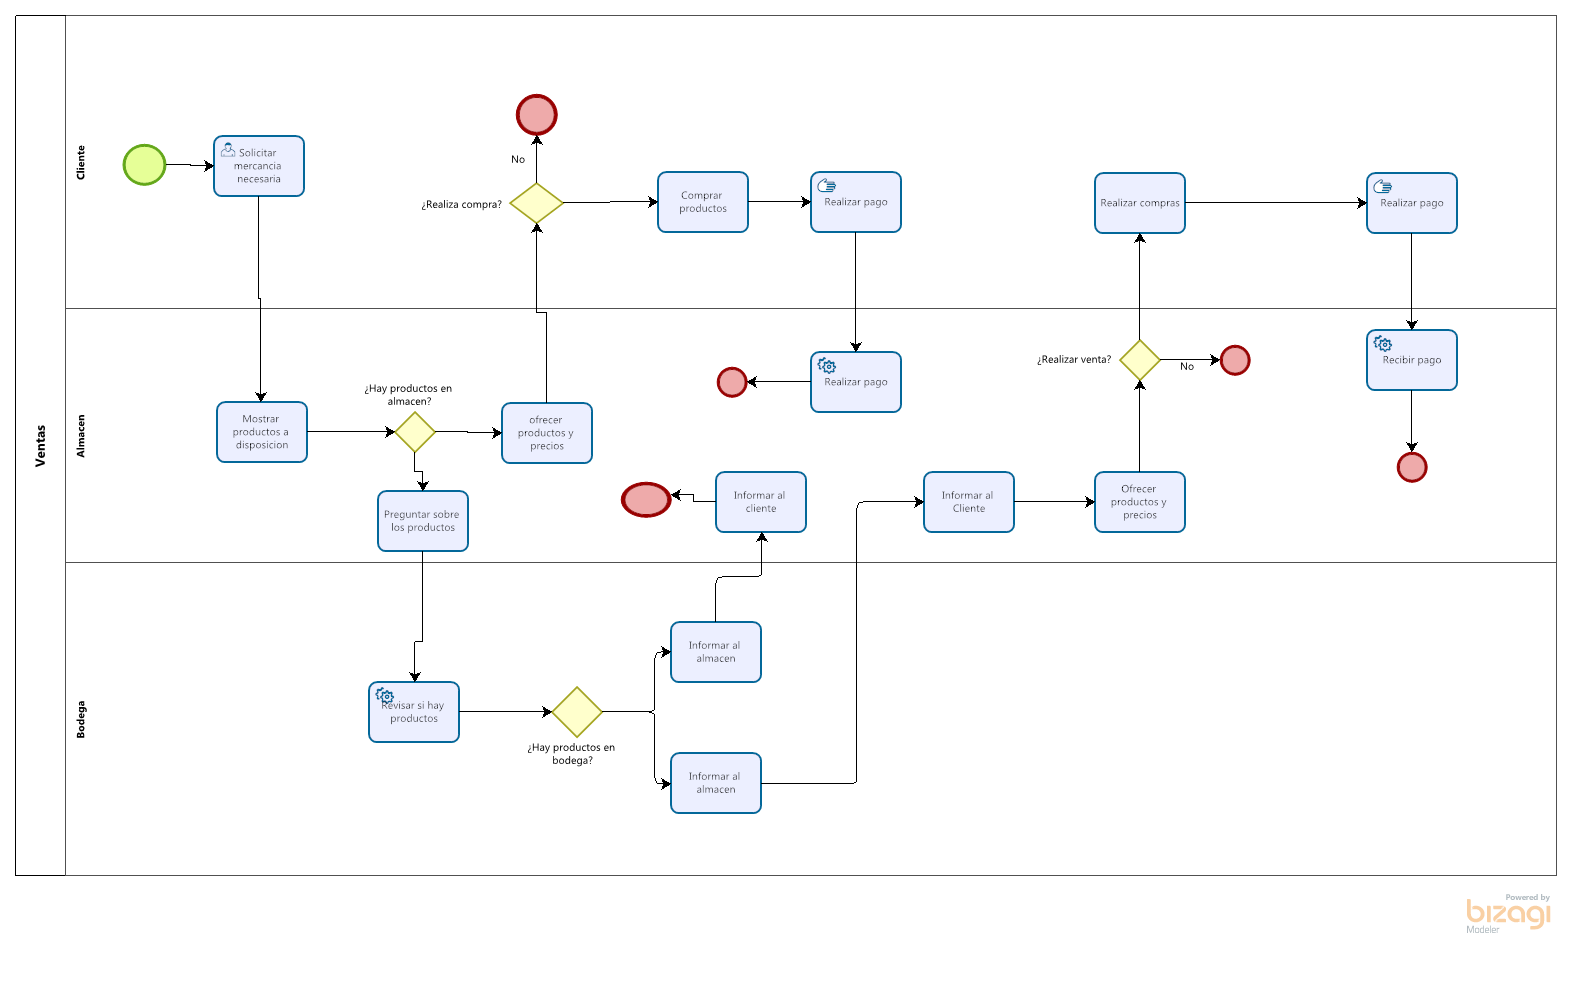 Ventas
Cliente
Solicitar
mercancia
necesaria
No
¿Realiza compra?
Comprar
productos
Realizar pago
Realizar compras
Realizar pago
Almacen
Mostrar
productos a
disposicion
¿Hay productos en
almacen?
ofrecer
productos y
precios
Preguntar sobre
los productos
Realizar pago
Informar al
cliente
Informar al
Cliente
¿Realizar venta?
No
Ofrecer
productos y
precios
Recibir pago
Bodega
Revisar si hay
productos
¿Hay productos en
bodega?
Informar al
almacen
Informar al
almacen
Powered by
bizagi
Modeler